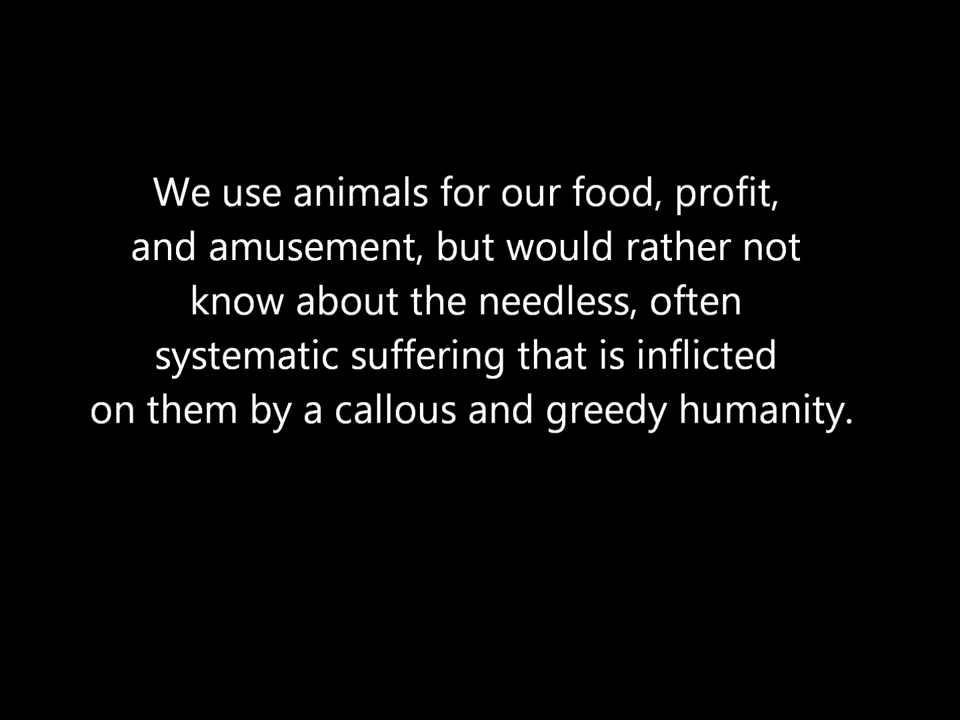 We use animals for our food, profit,
and amusement, but would rather not
know about the needless, often
systematic suffering that is inflicted
on them by a callous and greedy humanity.